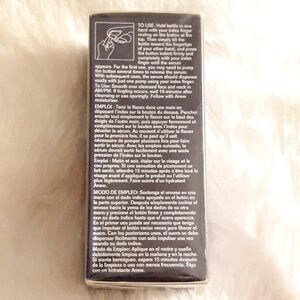 TO USE: Hold bottle in one
hand with your index finger
resting on the button at the
top. Then simply tilt the
bottle toward the fingertips
of your other hand, and press
the button indent firmly and
completely with your index
finger until the serum
appears. For the first use, you may need to pump
the button several times to release the serum.
With subsequent uses, the serum should dispense
easily with just one pump of your index finger.
To Use: Smooth over cleansed face and neck in
AM/PM. If tingling occurs, wait 15 minutes after
cleansing or use sparingly. Follow with Anew
moisturizer.
EMPLOI : Tenir le flacon dans une main en
déposant l'index sur le bouton du dessus. Pencher
ensuite tout simplement le flacon sur le bout des
doigts de l'autre main, puis appuyer fermement et
complètement sur le bouton avec l'index pour
distribuer le sérum. Au moment d'utiliser le flacon
pour la première fois, il se peut qu'il soit
nécessaire de pomper plusieurs fois pour faire
sortir le sérum. Avec les emplois suivants, le
sérum devrait sortir facilement avec une simple
pression de l'index.
Emploi : Matin et soir, étaler sur le visage et le
cou propres. Si une sensation de picotement se
fait sentir, attendre 15 minutes après s'être lavé le
visage avant d'appliquer ou employer
légèrement. Faire suivre d'un hydratant
Anew.
MODO DE EMPLEO: Sostenga el envase en una
mano con el dedo índice apoyado en el botón en
la parte superior. Después simplemente incline el
envase hacia la yema de los dedos de su otra
mano y presione el botón firme y completamente
con su dedo índice hasta que el suero aparezca.
En el primer uso puede ser necesario que tenga
que impulsar el botón varias veces para liberar el
suero. Con los usos posteriores, el suero se debe
dispensar fácilmente con solo impulsar una vez
usando su dedo índice.
Modo de Empleo: Aplique en el rostro y cuello
debidamente limpios en la mañana y en la noche.
Si siente hormigueo, espere 15 minutos después
de la limpieza o use con menos frecuencia. Siga
con un hidratante Anew.